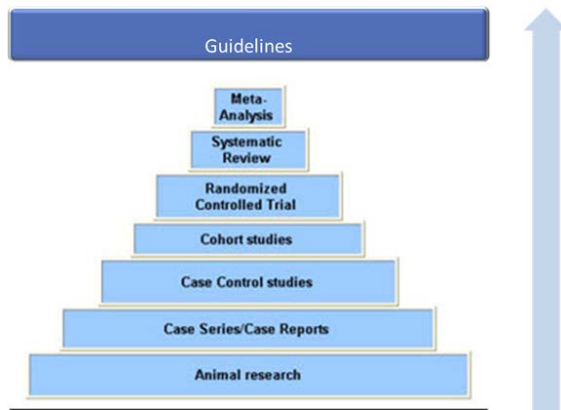 Guidelines
Meta-
Analysis
Systematic
Review
Randomized
Controlled Trial
Cohort studies
Case Control studies
Case Series/Case Reports
Animal research